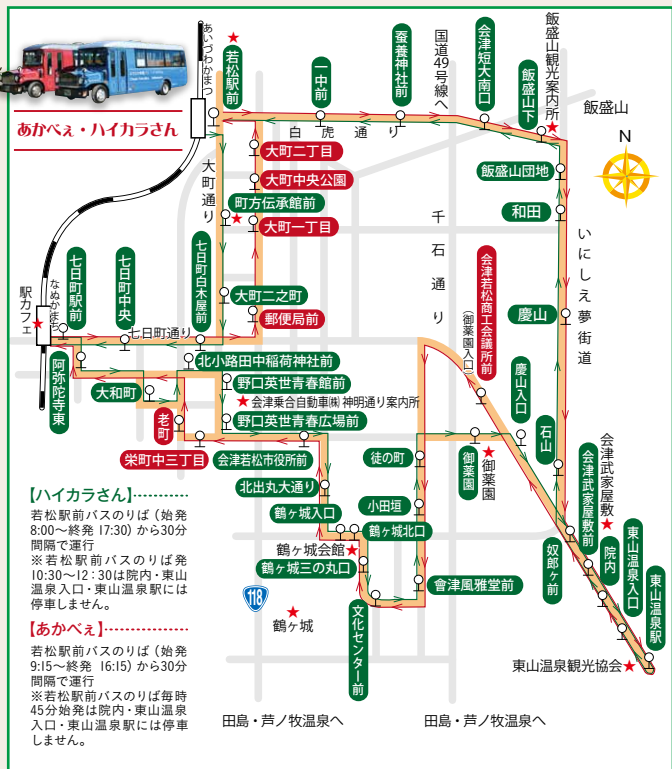 あかべぇ・ハイカラさん
あいづわかまつ
若松駅前
一中前
蚕養神社前
国道49号線へ
会津短大南口
飯盛山下
飯盛山観光案内所
飯盛山
N
白虎通り
大町通り
大町二丁目
大町中央公園
町方伝承館前
大町一丁目
千石通り
飯盛山団地
和田
いにしえ夢街道
慶山
石山
七日町白木屋前
七日町中央
七日町駅前
なぬかまち
駅カフェ
七日町通り
大町二之町
郵便局前
北小路田中稲荷神社前
野口英世青春館前
会津乗合自動車㈱ 神明通り案内所
野口英世青春広場前
阿弥陀寺東
大和町
老町
栄町中三丁目
会津若松市役所前
北出丸大通り
鶴ヶ城入口
鶴ヶ城会館
鶴ヶ城三の丸口
118
鶴ヶ城
文化センター前
徒の町
小田垣
鶴ヶ城北口
會津風雅堂前
会津若松商工会議所前
(御薬園入口)
慶山入口
御薬園
御薬園
会津武家屋敷
会津武家屋敷前
奴郎ヶ前
院内
東山温泉入口
東山温泉駅
東山温泉観光協会
田島・芦ノ牧温泉へ
田島・芦ノ牧温泉へ
【ハイカラさん】
若松駅前バスのりば (始発
8:00〜終発 17:30) から30分
間隔で運行
※若松駅前バスのりば発
10:30〜12:30は院内・東山
温泉入口・東山温泉駅には
停車しません。
【あかべぇ】
若松駅前バスのりば (始発
9:15〜終発 16:15) から30分
間隔で運行
※若松駅前バスのりば毎時
45分始発は院内・東山温泉
入口・東山温泉駅には停車
しません。